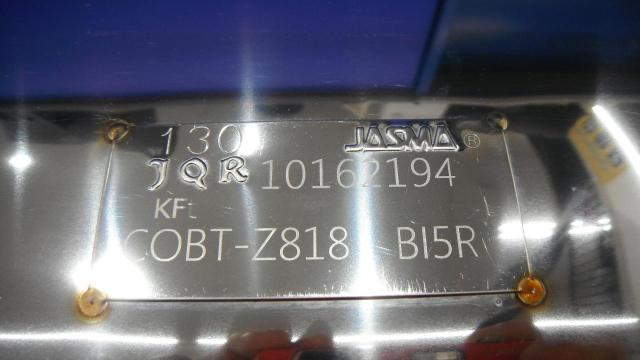 130 JASMA®
JQR 10162194
KFt
COBT-Z818 BI5R